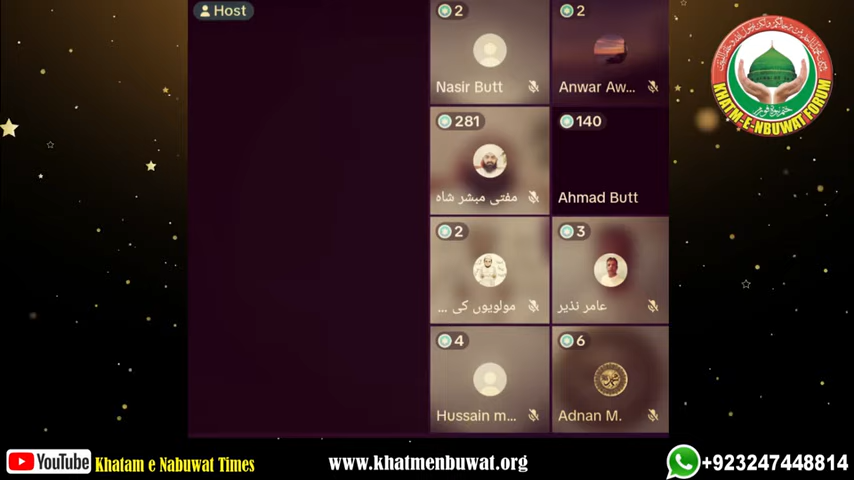 Host
2
2
Nasir Butt
Anwar Aw...
281
140
مفتی مبشر شاہ
Ahmad Butt
2
3
مولویوں کی ...
عامر نذیر
4
6
Hussain m...
Adnan M.
KHATM-E-NBUWAT FORUM
YouTube Khatam e Nabuwat Times
www.khatmenbuwat.org
+923247448814